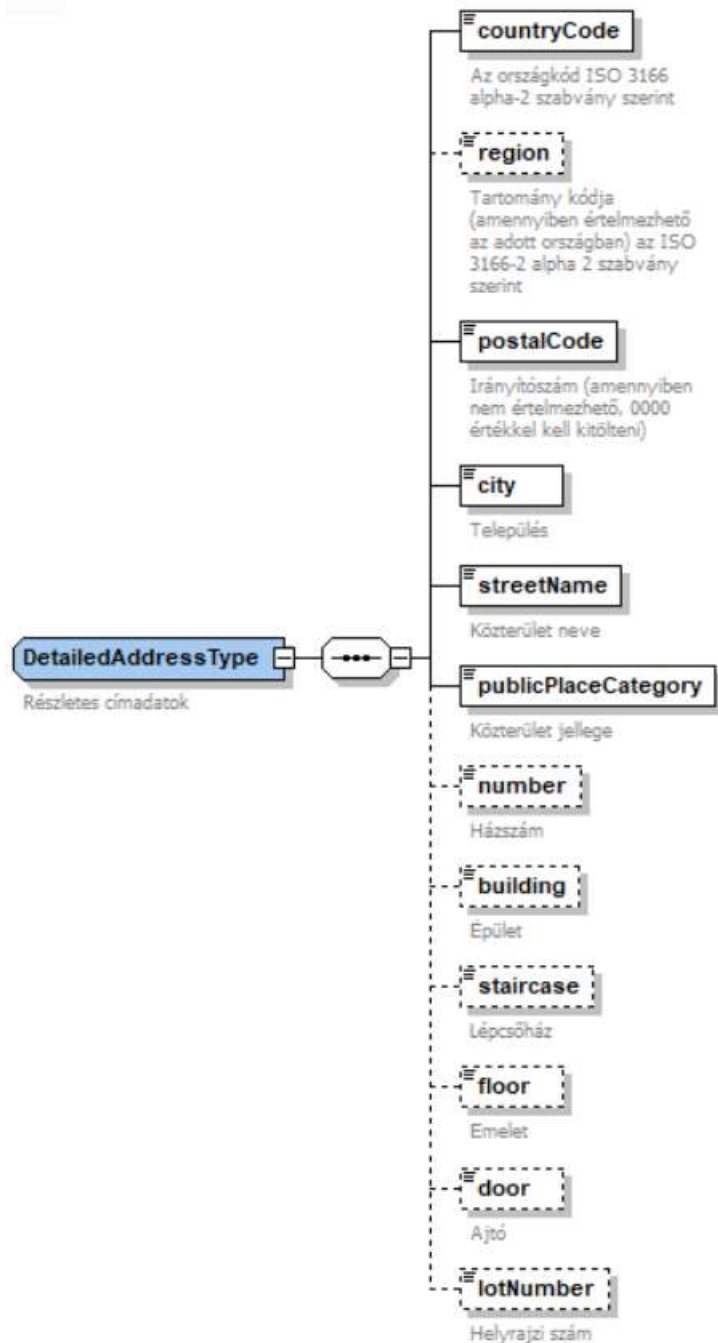 countryCode
Az országkód ISO 3166
alpha-2 szabvány szerint
region
Tartomány kódja
(amennyiben értelmezhető
az adott országban) az ISO
3166-2 alpha 2 szabvány
szerint
postalCode
Irányítószám (amennyiben
nem értelmezhető, 0000
értékkel kell kitölteni)
city
Település
streetName
Közterület neve
DetailedAddressType
Részletes címadatok
publicPlaceCategory
Közterület jellege
number
Házszám
building
Épület
staircase
Lépcsőház
floor
Emelet
door
Ajtó
lotNumber
Helyrajzi szám